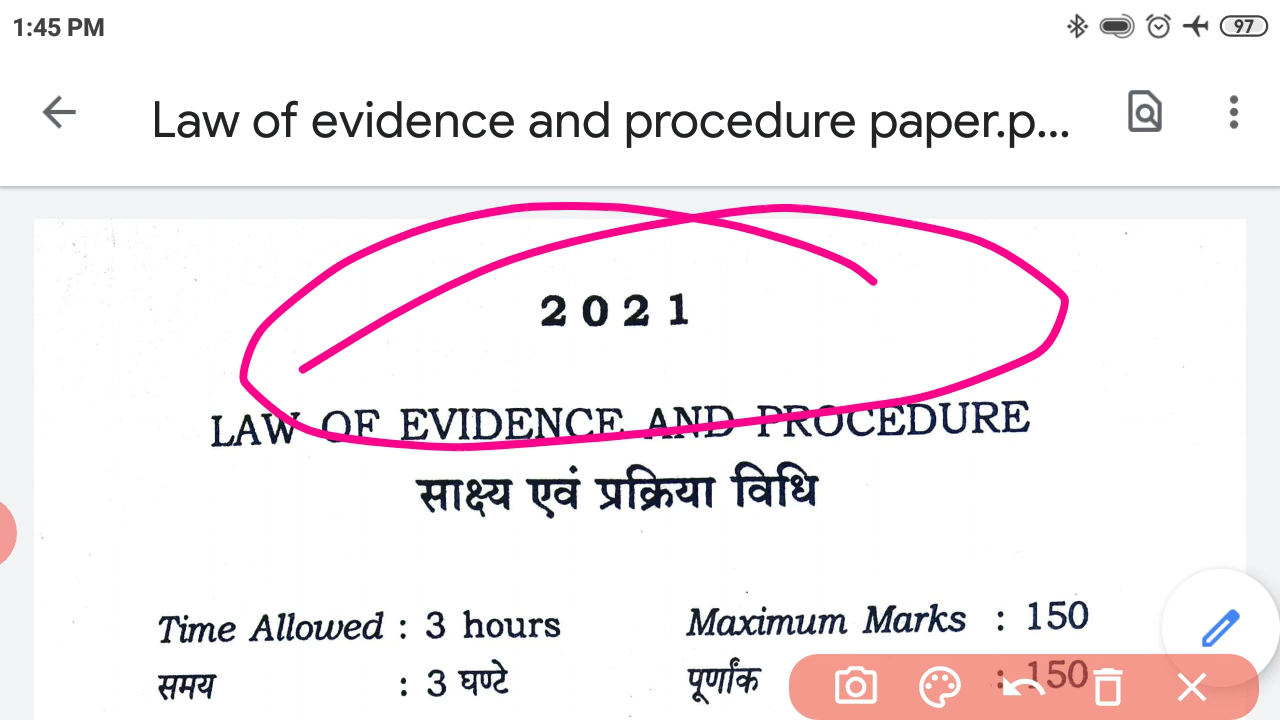 1:45 PM 97
Law of evidence and procedure paper.p...
2021
LAW OF EVIDENCE AND PROCEDURE
साक्ष्य एवं प्रक्रिया विधि
Time Allowed : 3 hours Maximum Marks : 150
समय : 3 घण्टे पूर्णांक : 150